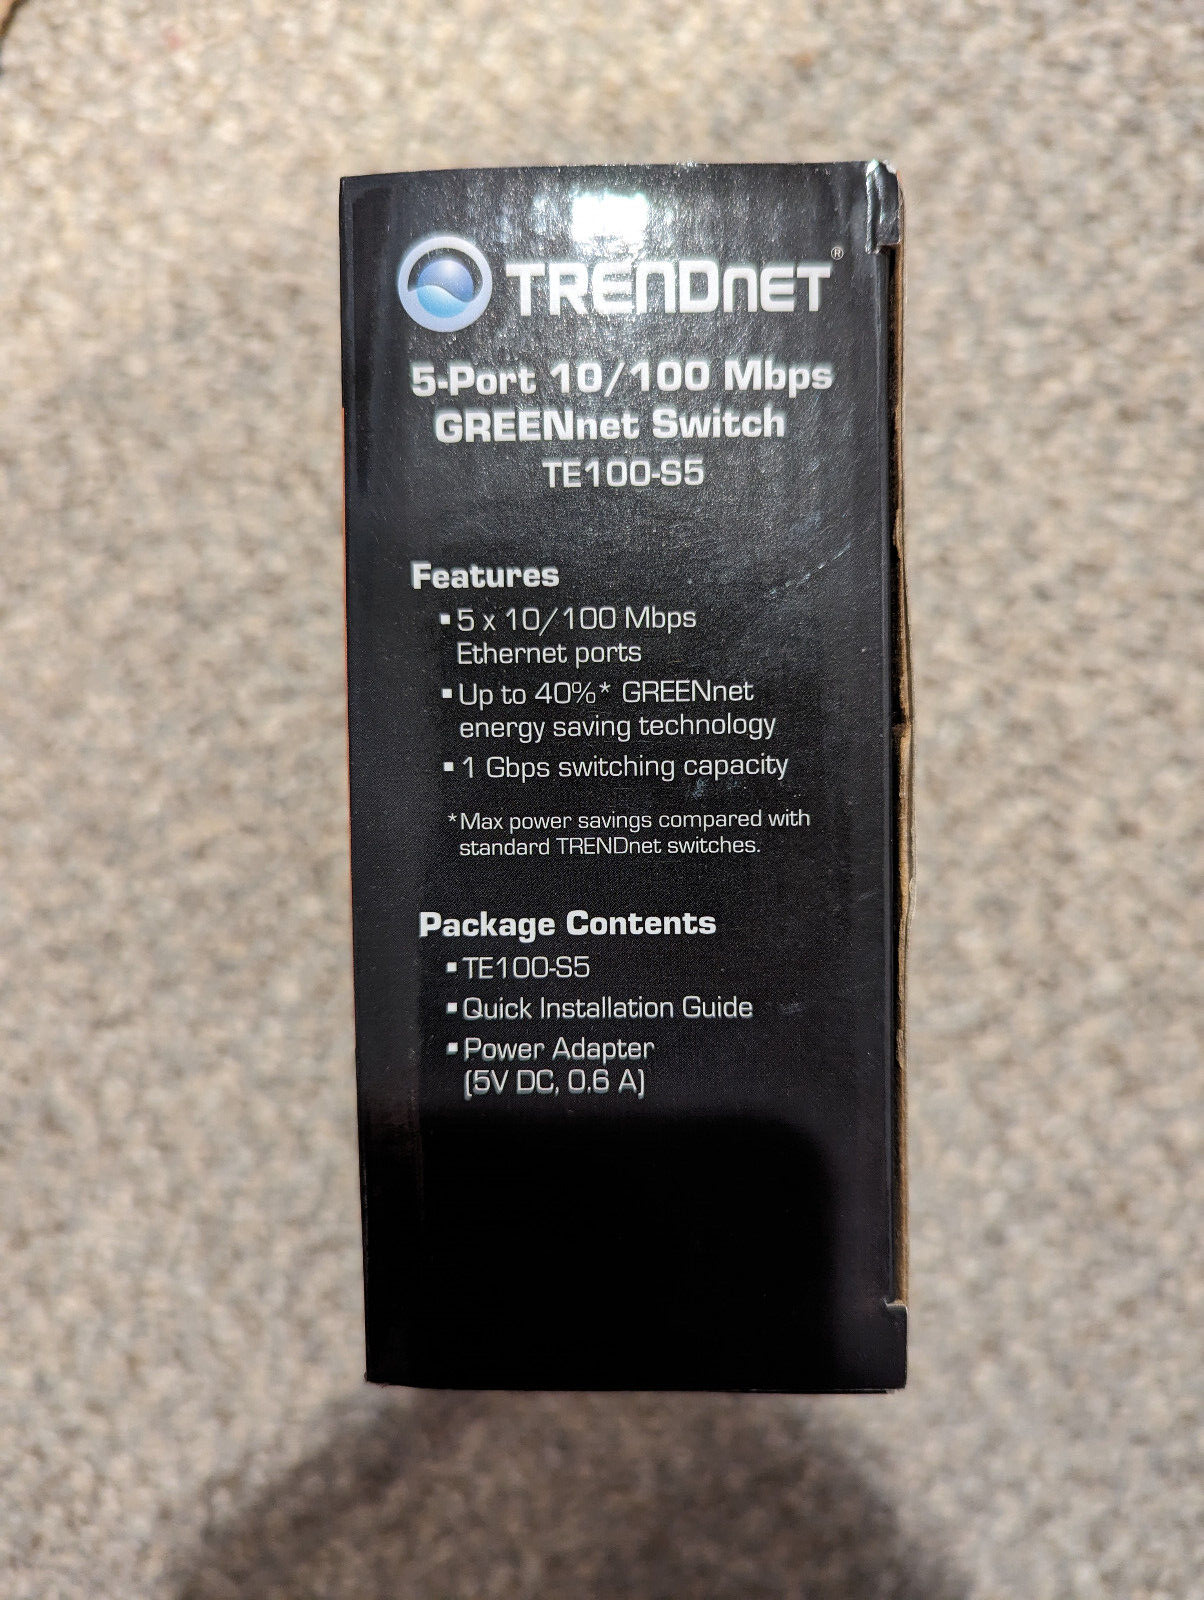 TRENDnET®
5-Port 10/100 Mbps
GREENnet Switch
TE100-S5
Features
▪ 5 x 10/100 Mbps
Ethernet ports
▪ Up to 40%* GREENnet
energy saving technology
▪ 1 Gbps switching capacity
*Max power savings compared with
standard TRENDnet switches.
Package Contents
▪ TE100-S5
▪ Quick Installation Guide
▪ Power Adapter
(5V DC, 0.6 A)